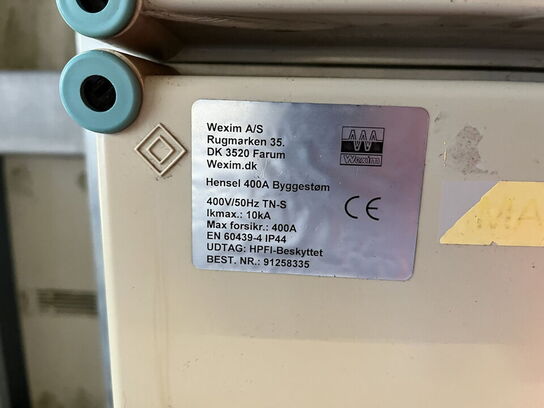 Wexim A/S
Rugmarken 35.
DK 3520 Farum
Wexim.dk
Wexim
Hensel 400A Byggestøm
400V/50Hz TN-S
Ikmax.: 10kA
Max forsikr.: 400A
EN 60439-4 IP44
UDTAG: HPFI-Beskyttet
BEST. NR.: 91258335
CE
MA